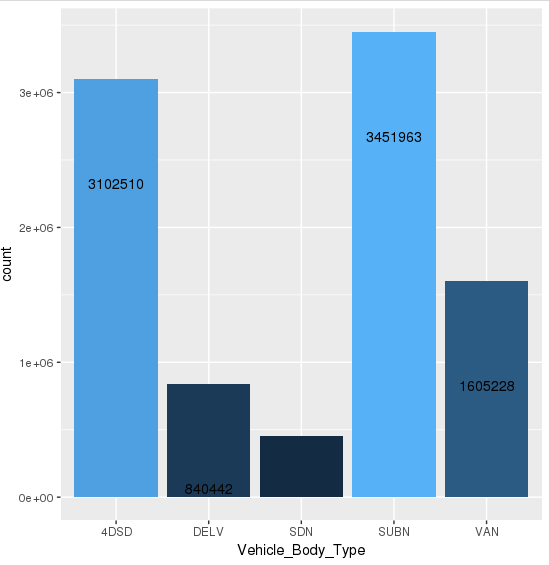 3e+06
2e+06
1e+06
0e+00
count
3102510
840442
3451963
1605228
4DSD DELV SDN SUBN VAN
Vehicle_Body_Type